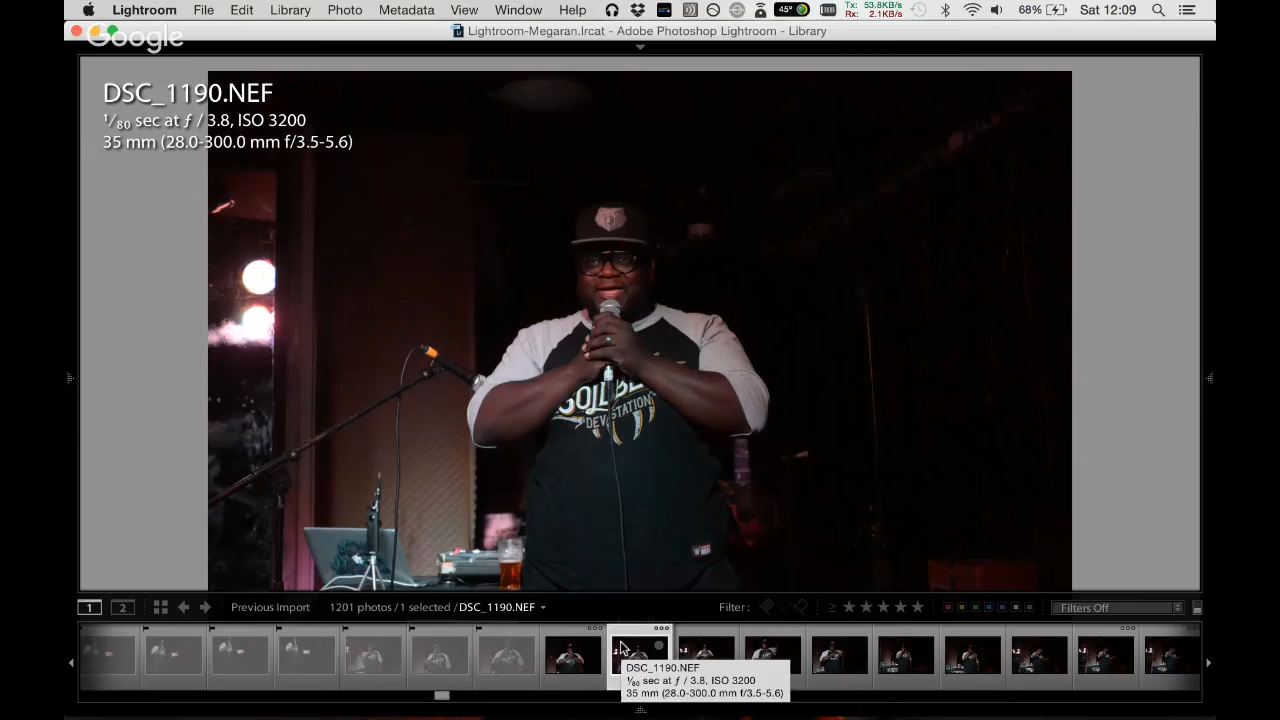 Lightroom File Edit Library Photo Metadata View Window Help 45° Tx: 53.8KB/s Rx: 2.1KB/s 68% Sat 12:09
Google
Lightroom-Megaran.lrcat - Adobe Photoshop Lightroom - Library
DSC_1190.NEF
1/80 sec at ƒ / 3.8, ISO 3200
35 mm (28.0-300.0 mm f/3.5-5.6)
DEVASTATION
1 2 Previous Import 1201 photos / 1 selected / DSC_1190.NEF Filter : ≥ ★★★★★ Filters Off
DSC_1190.NEF
1/80 sec at ƒ / 3.8, ISO 3200
35 mm (28.0-300.0 mm f/3.5-5.6)